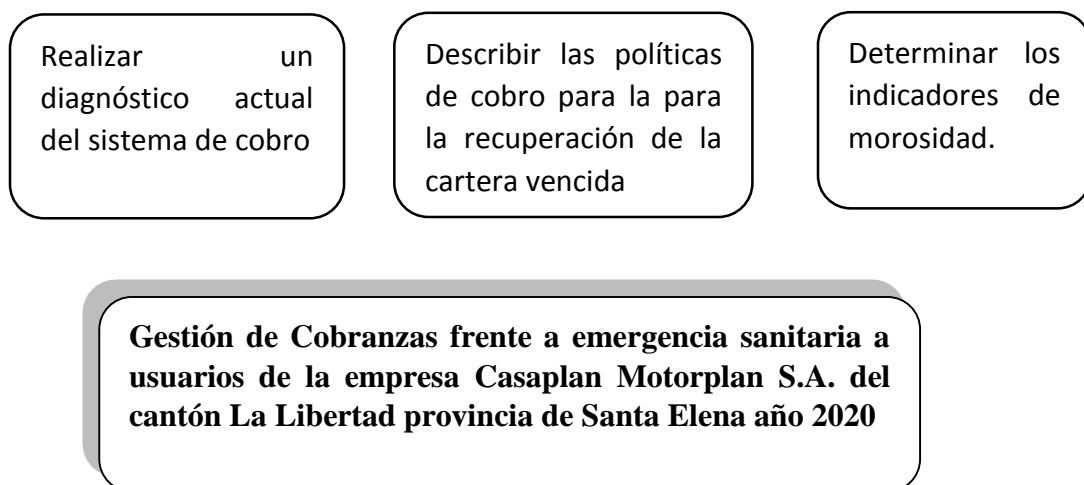 Realizar un
diagnóstico actual
del sistema de cobro
Describir las políticas
de cobro para la para
la recuperación de la
cartera vencida
Determinar los
indicadores de
morosidad.
Gestión de Cobranzas frente a emergencia sanitaria a
usuarios de la empresa Casaplan Motorplan S.A. del
cantón La Libertad provincia de Santa Elena año 2020